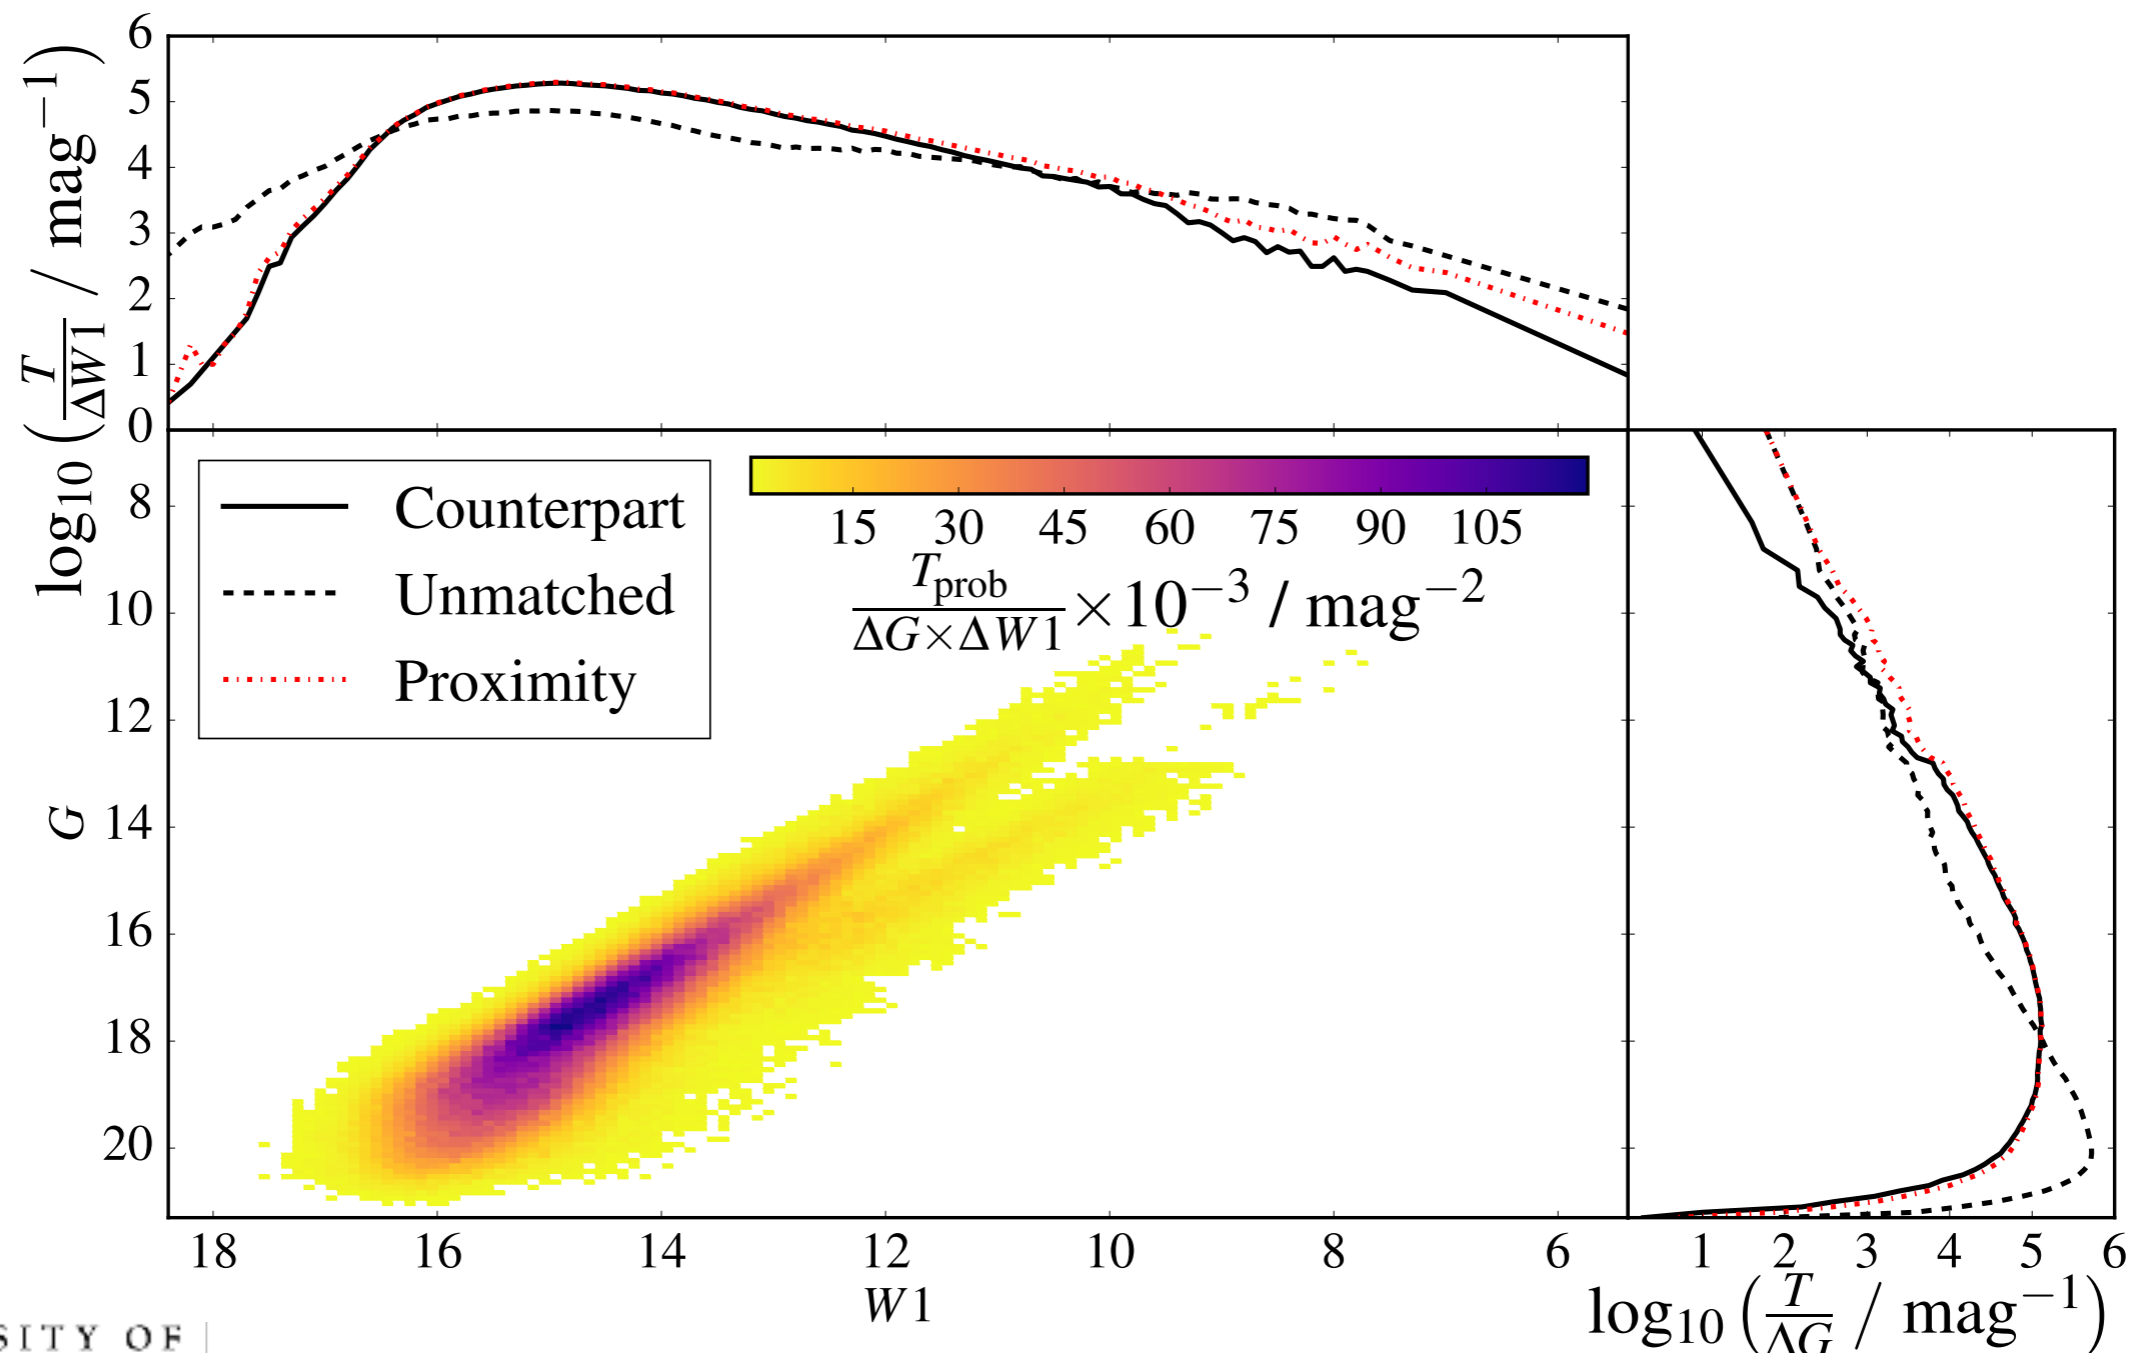 6
5
4
3
2
1
0
log10 (T/ΔW1 / mag−1)
Counterpart
Unmatched
Proximity
15 30 45 60 75 90 105
Tprob/ΔG×ΔW1 ×10−3 / mag−2
8
10
12
14
16
18
20
G
18 16 14 12 10 8 6
W1
1 2 3 4 5 6
log10 (T/ΔG / mag−1)
SITY OF